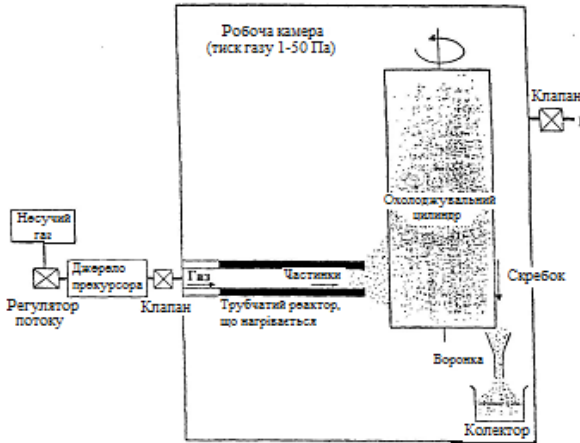 Робоча камера
(тиск газу 1-50 Па)
Клапан
Охолоджувальний
циліндр
Несучий
газ
Джерело
прекурсора
Газ
Частинки
Скребок
Регулятор
потоку
Клапан
Трубчатий реактор,
що нагрівається
Воронка
Колектор